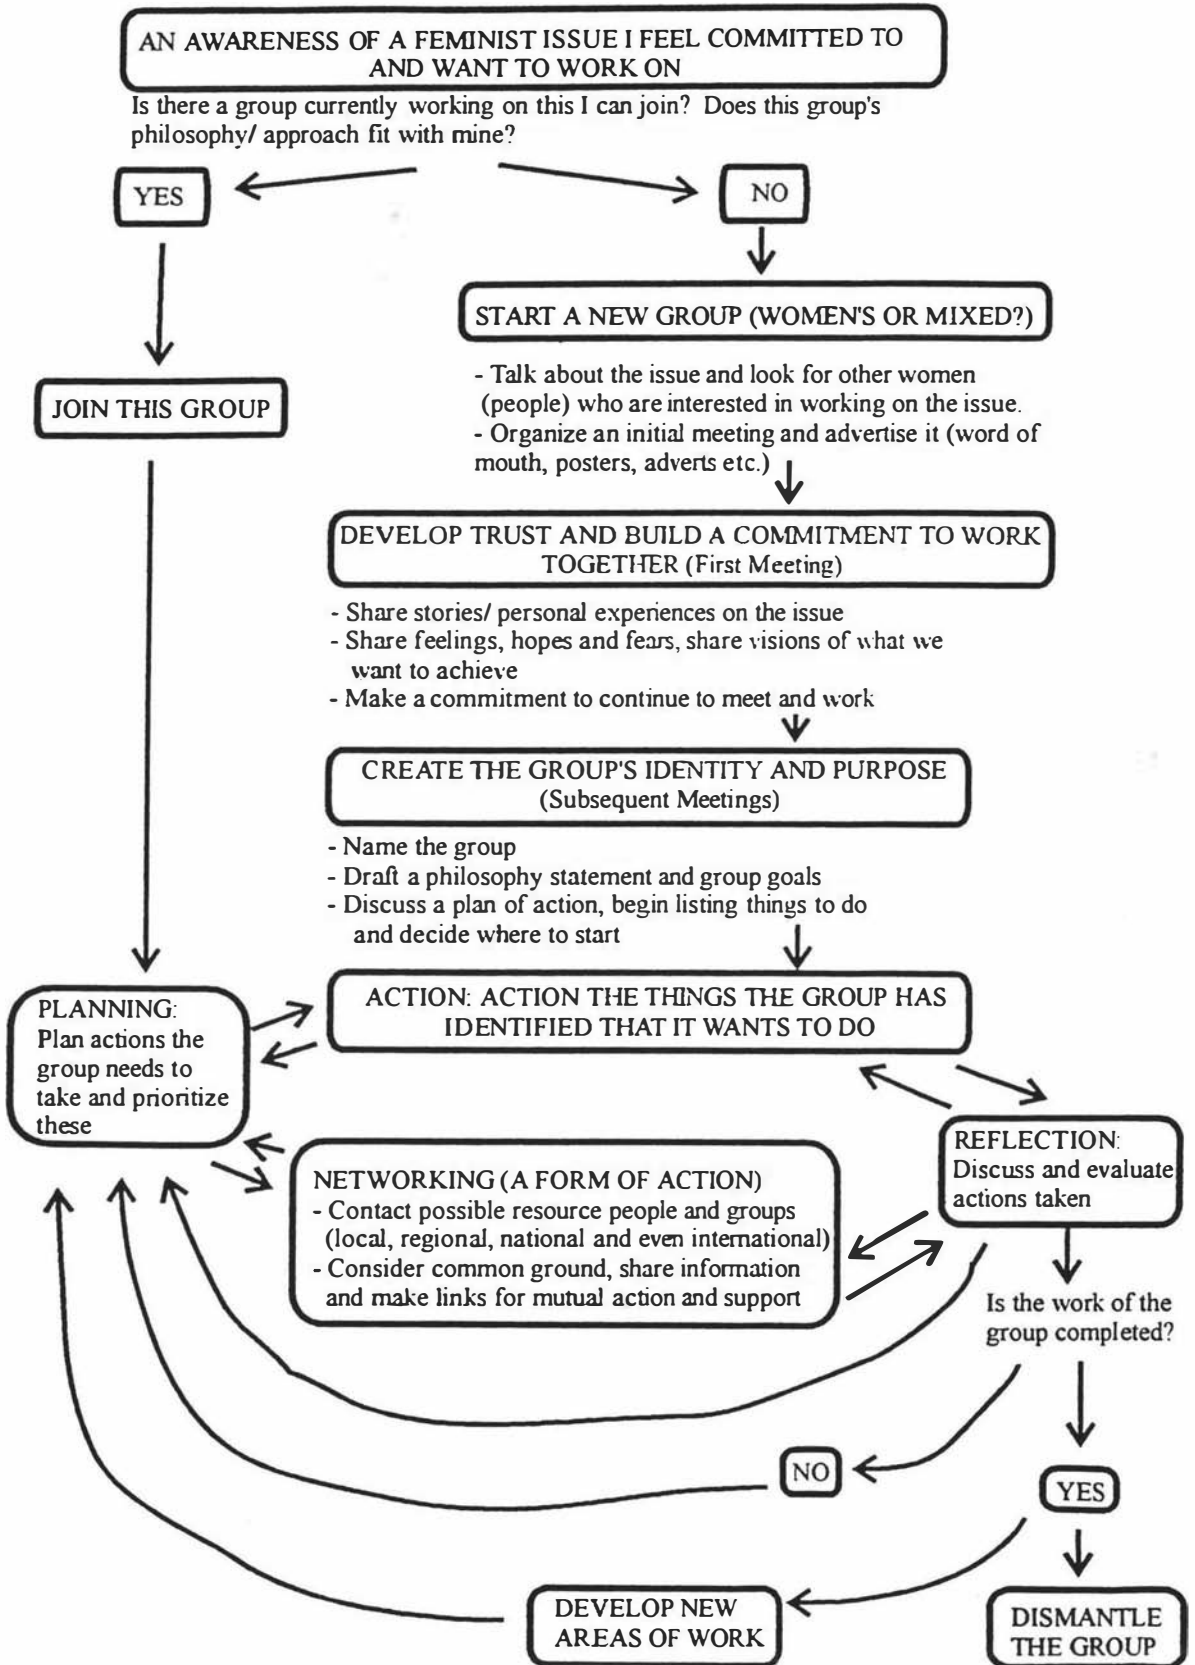 AN AWARENESS OF A FEMINIST ISSUE I FEEL COMMITTED TO
AND WANT TO WORK ON
Is there a group currently working on this I can join? Does this group's
philosophy/ approach fit with mine?
YES
NO
START A NEW GROUP (WOMEN'S OR MIXED?)
- Talk about the issue and look for other women
(people) who are interested in working on the issue.
- Organize an initial meeting and advertise it (word of
mouth, posters, adverts etc.)
JOIN THIS GROUP
DEVELOP TRUST AND BUILD A COMMITMENT TO WORK
TOGETHER (First Meeting)
- Share stories/ personal experiences on the issue
- Share feelings, hopes and fears, share visions of what we
want to achieve
- Make a commitment to continue to meet and work
CREATE THE GROUP'S IDENTITY AND PURPOSE
(Subsequent Meetings)
- Name the group
- Draft a philosophy statement and group goals
- Discuss a plan of action, begin listing things to do
and decide where to start
ACTION: ACTION THE THINGS THE GROUP HAS
IDENTIFIED THAT IT WANTS TO DO
PLANNING:
Plan actions the
group needs to
take and prioritize
these
NETWORKING (A FORM OF ACTION)
- Contact possible resource people and groups
(local, regional, national and even international)
- Consider common ground, share information
and make links for mutual action and support
REFLECTION:
Discuss and evaluate
actions taken
Is the work of the
group completed?
NO
YES
DEVELOP NEW
AREAS OF WORK
DISMANTLE
THE GROUP